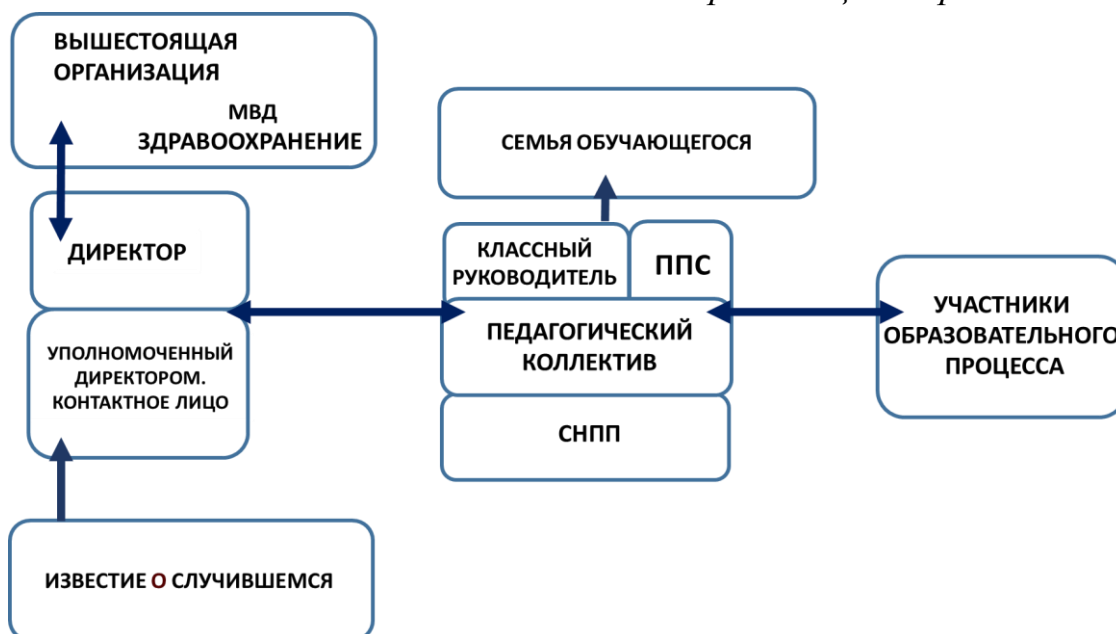 ВЫШЕСТОЯЩАЯ
ОРГАНИЗАЦИЯ
МВД
ЗДРАВООХРАНЕНИЕ
СЕМЬЯ ОБУЧАЮЩЕГОСЯ
ДИРЕКТОР
КЛАССНЫЙ
РУКОВОДИТЕЛЬ
ППС
УПОЛНОМОЧЕННЫЙ
ДИРЕКТОРОМ.
КОНТАКТНОЕ ЛИЦО
ПЕДАГОГИЧЕСКИЙ
КОЛЛЕКТИВ
УЧАСТНИКИ
ОБРАЗОВАТЕЛЬНОГО
ПРОЦЕССА
СНПП
ИЗВЕСТИЕ О СЛУЧИВШЕМСЯ